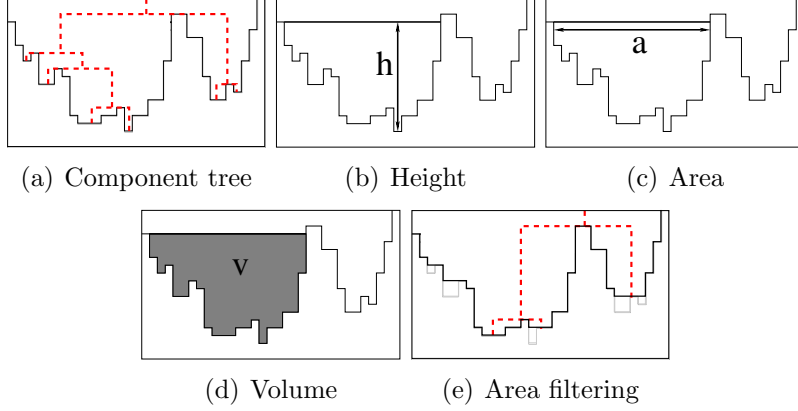 h
a
(a) Component tree
(b) Height
(c) Area
v
(d) Volume
(e) Area filtering